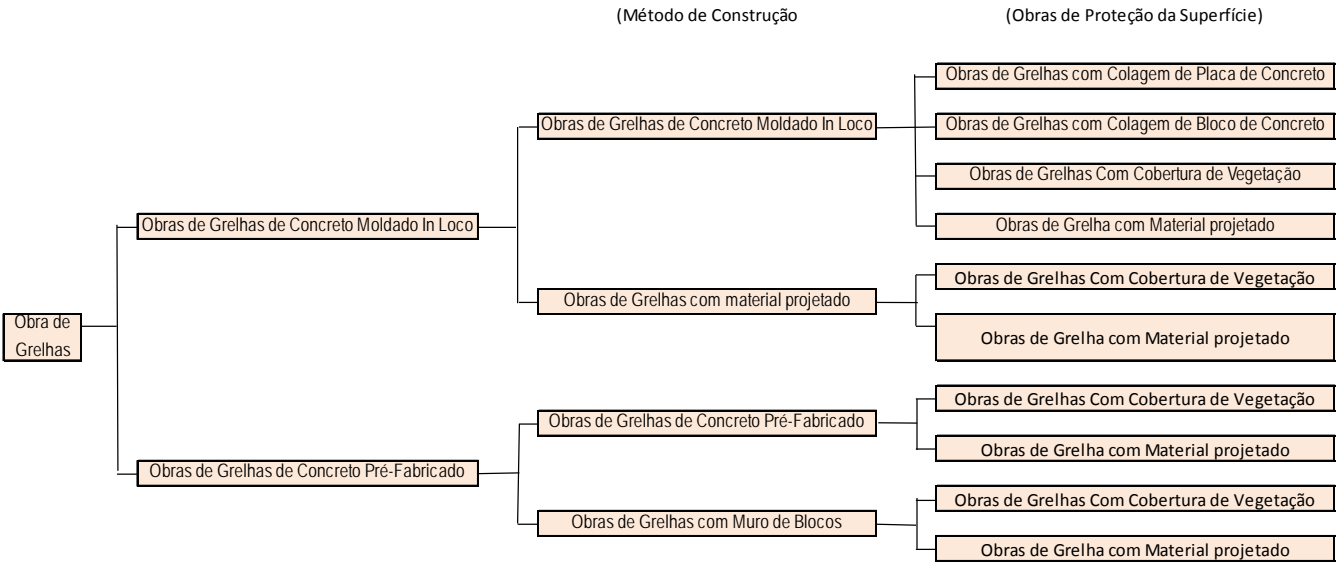 (Método de Construção
(Obras de Proteção da Superfície)
Obras de Grelhas com Colagem de Placa de Concreto
Obras de Grelhas de Concreto Moldado In Loco
Obras de Grelhas com Colagem de Bloco de Concreto
Obras de Grelhas Com Cobertura de Vegetação
Obras de Grelhas de Concreto Moldado In Loco
Obras de Grelha com Material projetado
Obras de Grelhas com material projetado
Obras de Grelhas Com Cobertura de Vegetação
Obra de
Grelhas
Obras de Grelha com Material projetado
Obras de Grelhas de Concreto Pré-Fabricado
Obras de Grelhas Com Cobertura de Vegetação
Obras de Grelhas de Concreto Pré-Fabricado
Obras de Grelha com Material projetado
Obras de Grelhas com Muro de Blocos
Obras de Grelhas Com Cobertura de Vegetação
Obras de Grelha com Material projetado